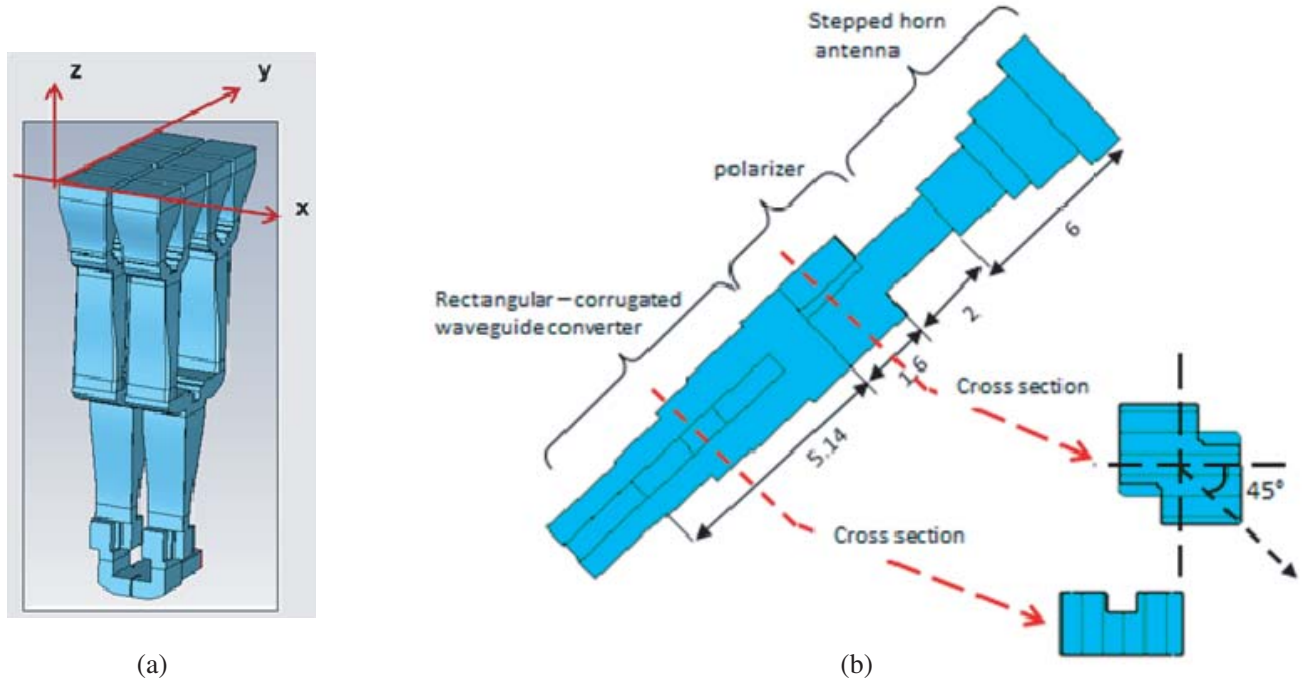 z
y
x
(a)
Stepped horn
antenna
polarizer
Rectangular – corrugated
waveguide converter
6
2
1.6
5.14
Cross section
45°
Cross section
(b)